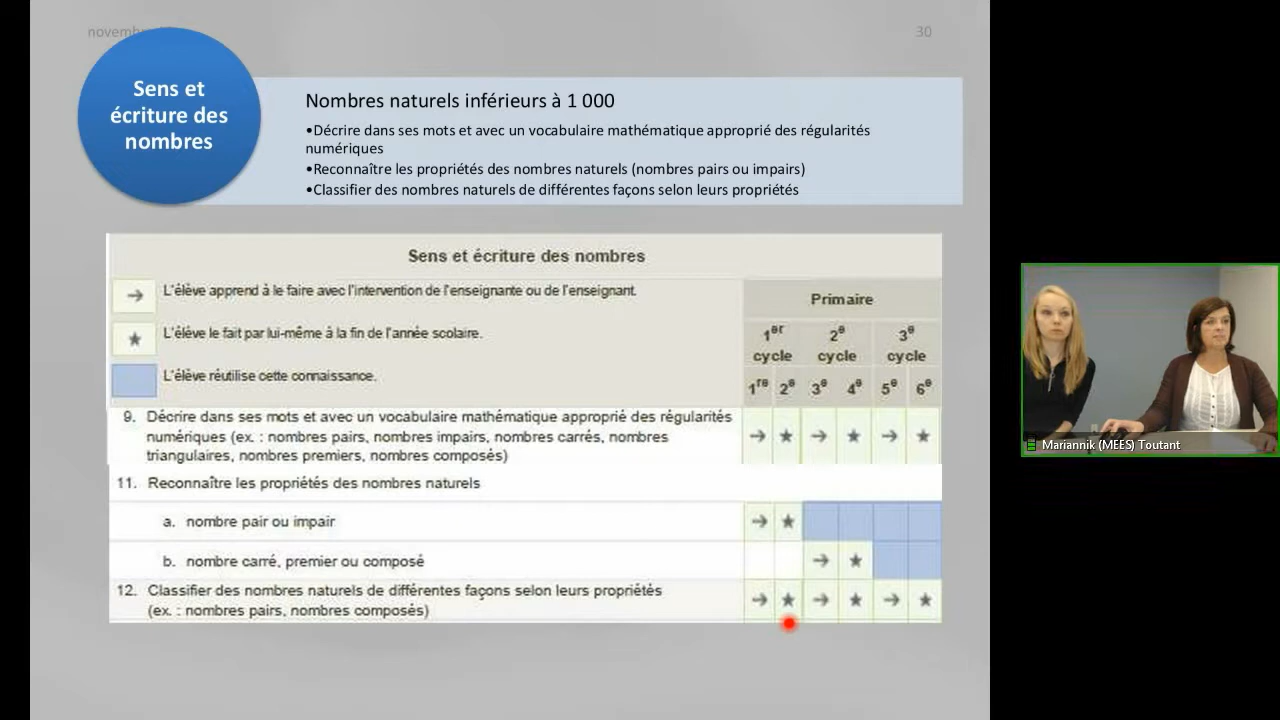 novemb
30
Sens et
écriture des
nombres
Nombres naturels inférieurs à 1 000
•Décrire dans ses mots et avec un vocabulaire mathématique approprié des régularités
numériques
•Reconnaître les propriétés des nombres naturels (nombres pairs ou impairs)
•Classifier des nombres naturels de différentes façons selon leurs propriétés
Sens et écriture des nombres
→ L'élève apprend à le faire avec l'intervention de l'enseignante ou de l'enseignant.
★ L'élève le fait par lui-même à la fin de l'année scolaire.
L'élève réutilise cette connaissance.
Primaire
1er cycle 2e cycle 3e cycle
1re 2e 3e 4e 5e 6e
9. Décrire dans ses mots et avec un vocabulaire mathématique approprié des régularités
numériques (ex. : nombres pairs, nombres impairs, nombres carrés, nombres
triangulaires, nombres premiers, nombres composés)
→ ★ → ★ → ★
11. Reconnaître les propriétés des nombres naturels
a. nombre pair ou impair → ★
b. nombre carré, premier ou composé → ★
12. Classifier des nombres naturels de différentes façons selon leurs propriétés
(ex. : nombres pairs, nombres composés)
→ ★ → ★ → ★
Mariannik (MEES) Toutant